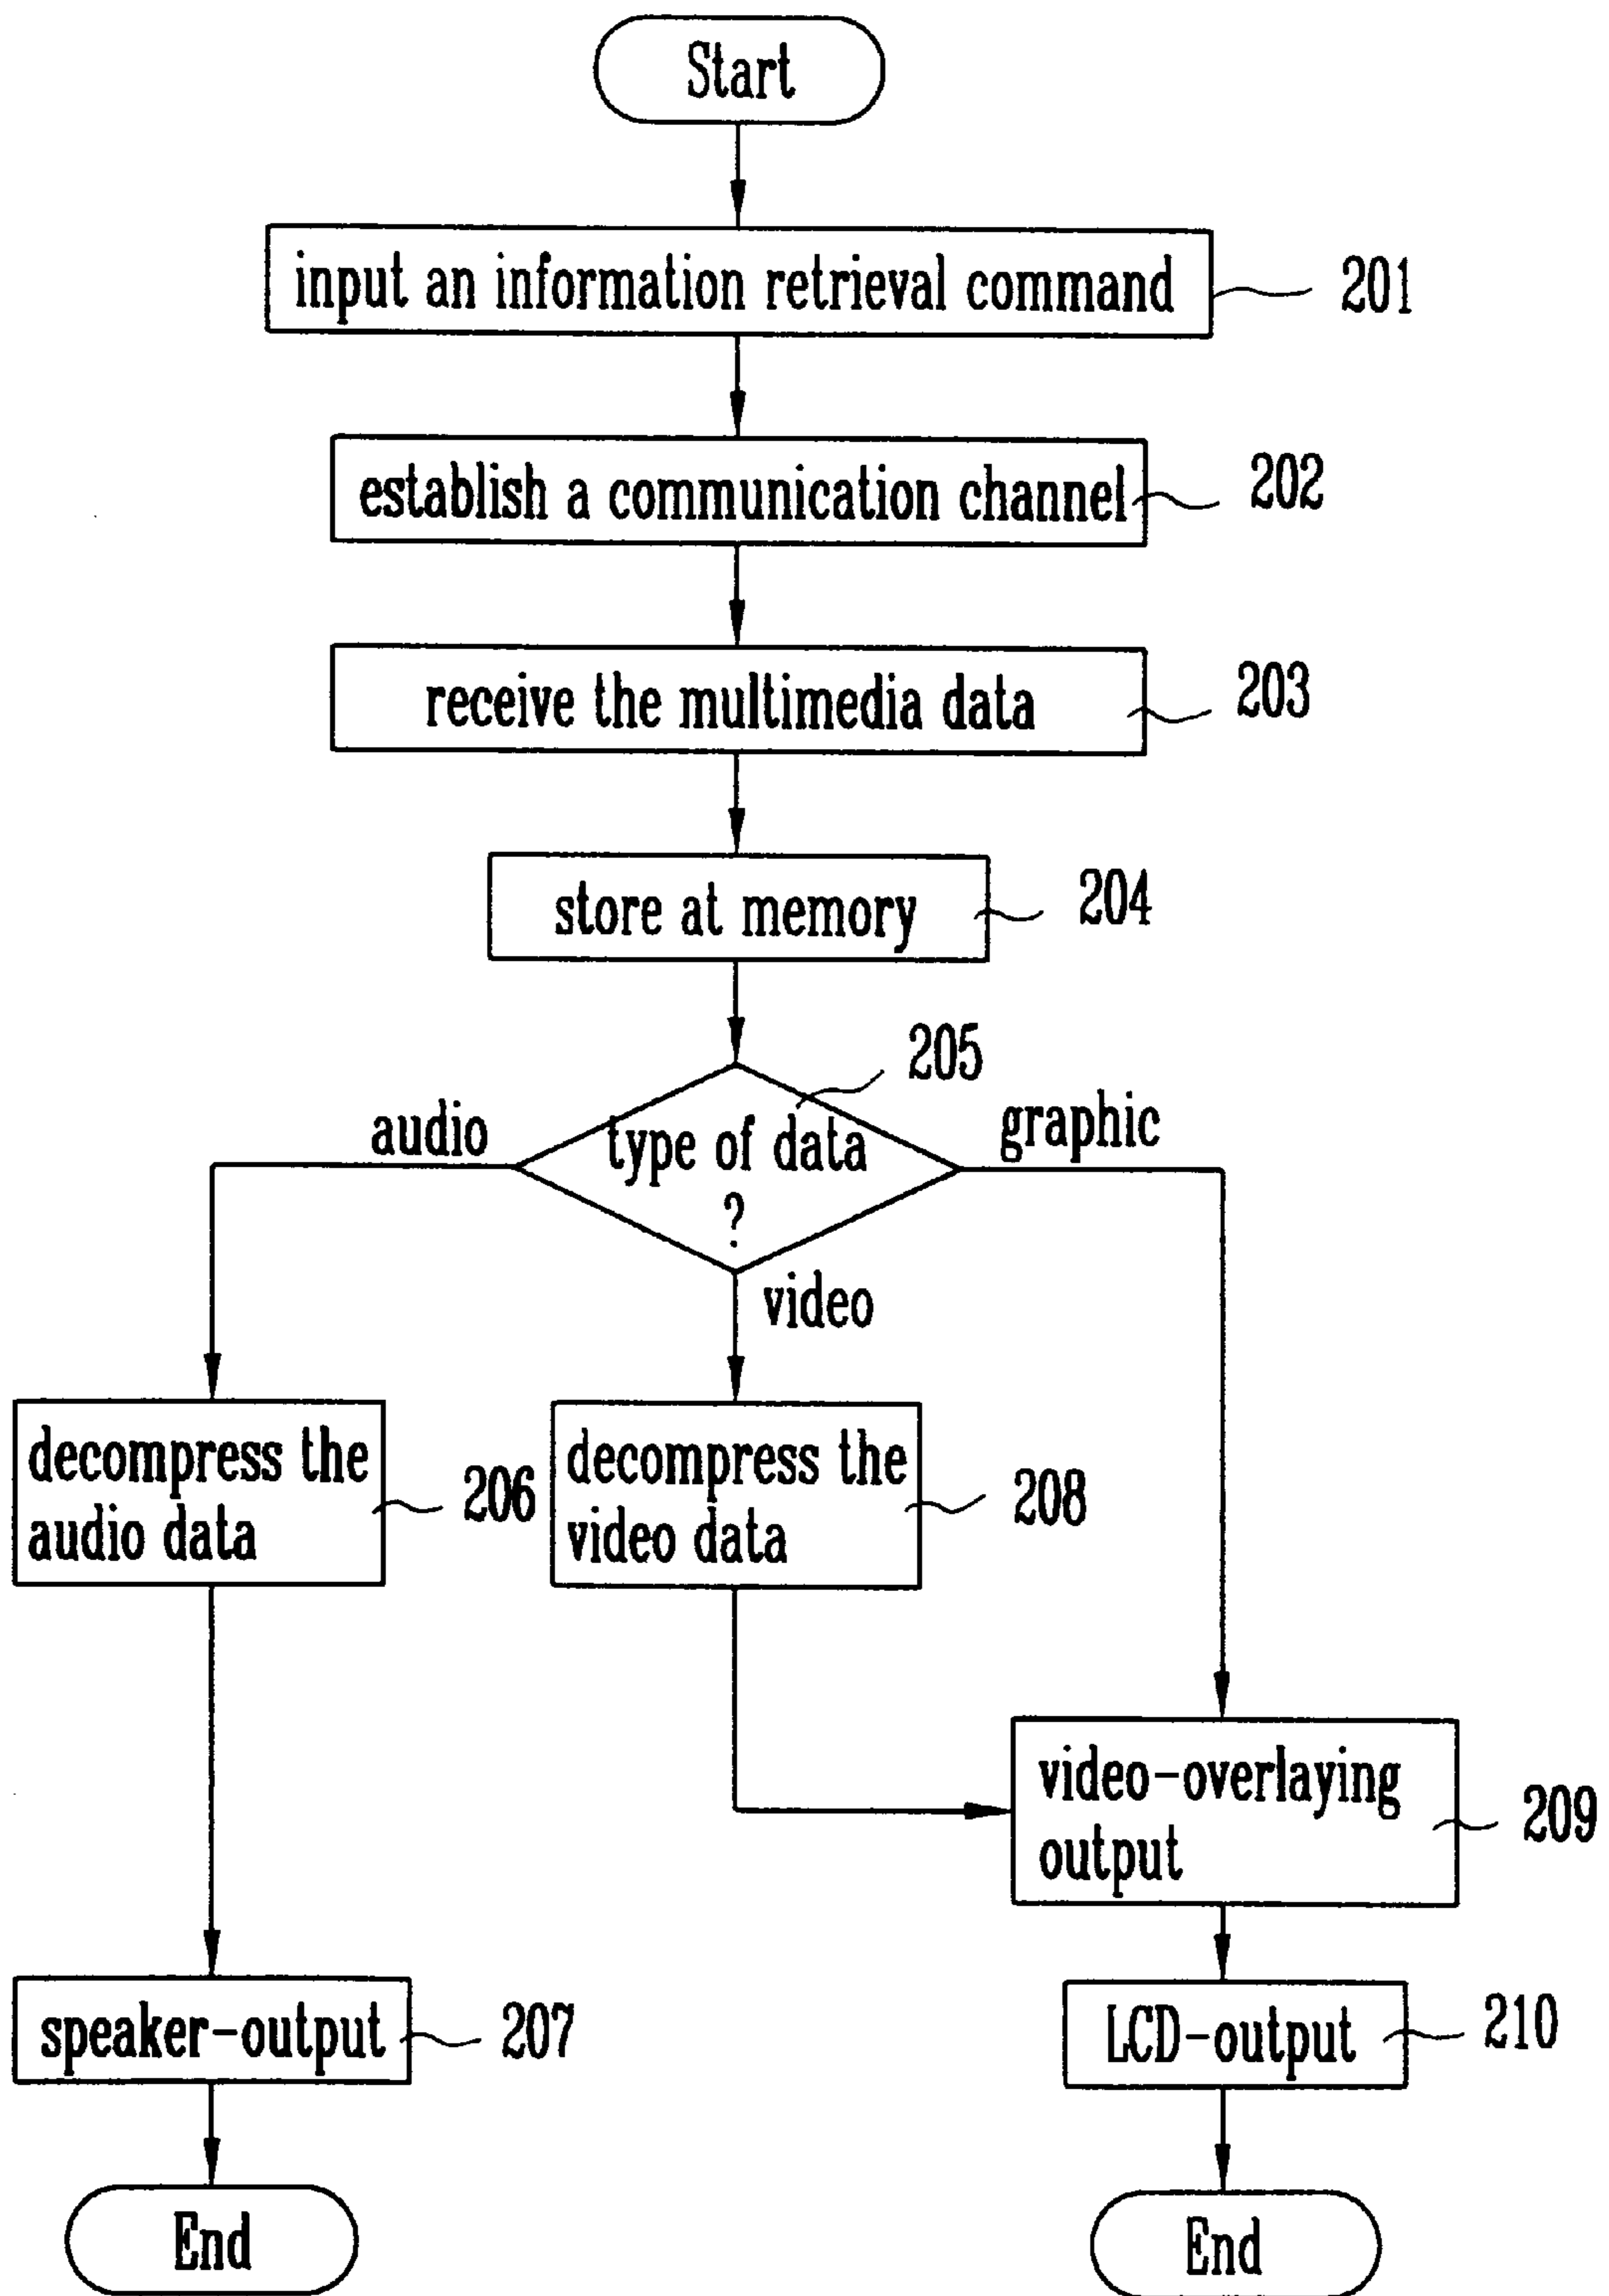 Start
input an information retrieval command
201
establish a communication channel
202
receive the multimedia data
203
store at memory
204
205
audio
type of data
?
graphic
video
decompress the
audio data
206
decompress the
video data
208
video-overlaying
output
209
speaker-output
207
LCD-output
210
End
End